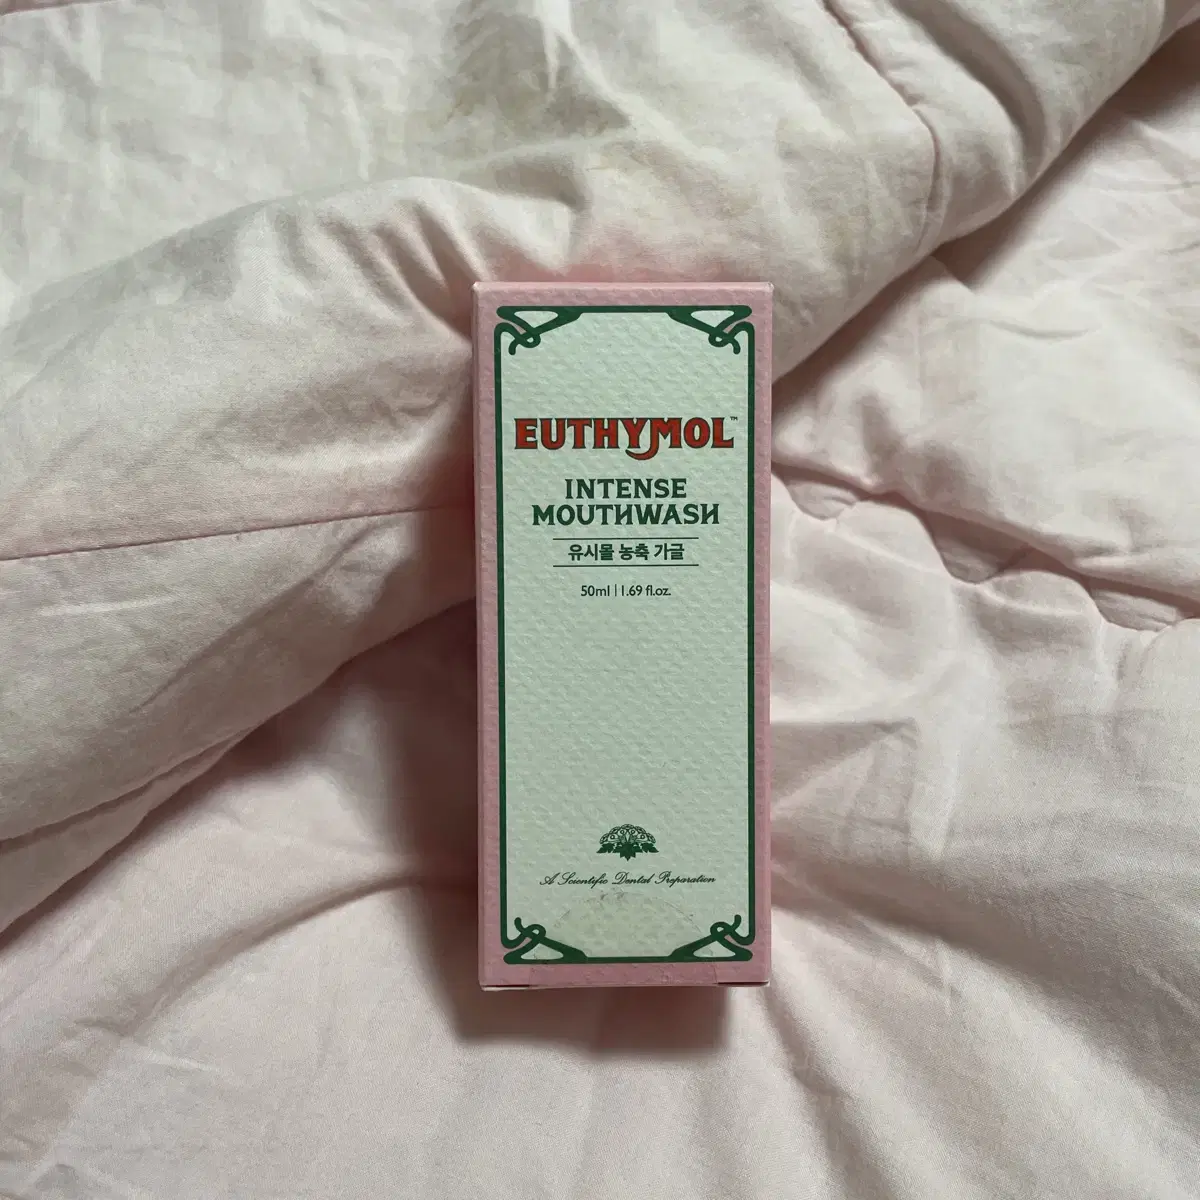 EUTHYMOL™
INTENSE
MOUTHWASH
유시몰 농축 가글
50ml | 1.69 fl.oz.
A Scientific Dental Preparation